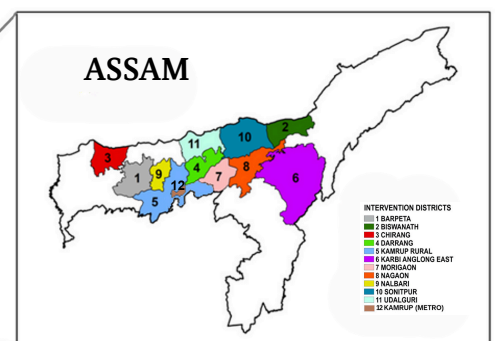 ASSAM
11
10
2
3
4
9
8
1
7
12
6
5
INTERVENTION DISTRICTS
1 BARPETA
2 BISWANATH
3 CHIRANG
4 DARRANG
5 KAMRUP RURAL
6 KARBI ANGLONG EAST
7 MORIGAON
8 NAGAON
9 NALBARI
10 SONITPUR
11 UDALGURI
12 KAMRUP (METRO)